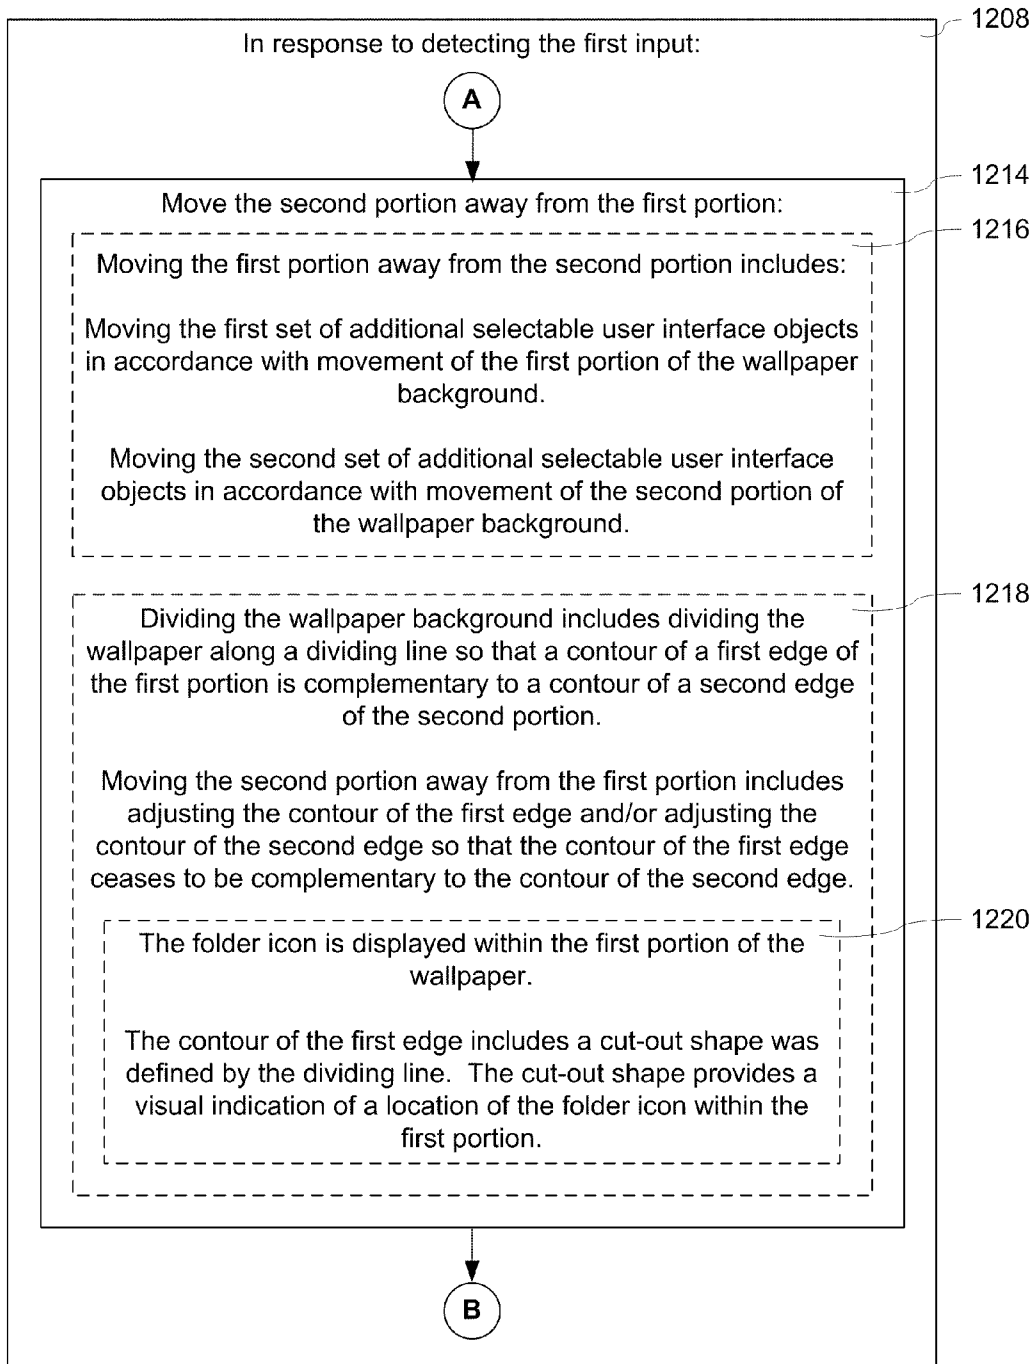 1208
In response to detecting the first input:
A
1214
Move the second portion away from the first portion:
1216
Moving the first portion away from the second portion includes:
Moving the first set of additional selectable user interface objects
in accordance with movement of the first portion of the wallpaper
background.
Moving the second set of additional selectable user interface
objects in accordance with movement of the second portion of
the wallpaper background.
1218
Dividing the wallpaper background includes dividing the
wallpaper along a dividing line so that a contour of a first edge of
the first portion is complementary to a contour of a second edge
of the second portion.
Moving the second portion away from the first portion includes
adjusting the contour of the first edge and/or adjusting the
contour of the second edge so that the contour of the first edge
ceases to be complementary to the contour of the second edge.
1220
The folder icon is displayed within the first portion of the
wallpaper.
The contour of the first edge includes a cut-out shape was
defined by the dividing line.  The cut-out shape provides a
visual indication of a location of the folder icon within the
first portion.
B